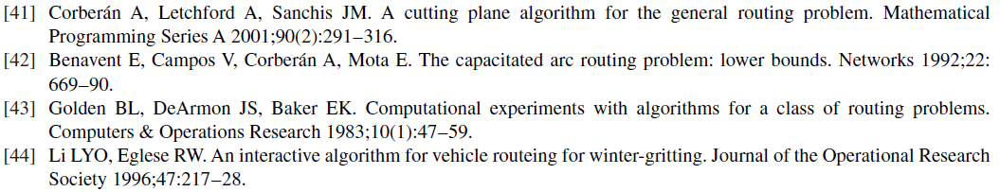 [41] Corberán A, Letchford A, Sanchis JM. A cutting plane algorithm for the general routing problem. Mathematical
Programming Series A 2001;90(2):291–316.
[42] Benavent E, Campos V, Corberán A, Mota E. The capacitated arc routing problem: lower bounds. Networks 1992;22:
669–90.
[43] Golden BL, DeArmon JS, Baker EK. Computational experiments with algorithms for a class of routing problems.
Computers & Operations Research 1983;10(1):47–59.
[44] Li LYO, Eglese RW. An interactive algorithm for vehicle routeing for winter-gritting. Journal of the Operational Research
Society 1996;47:217–28.